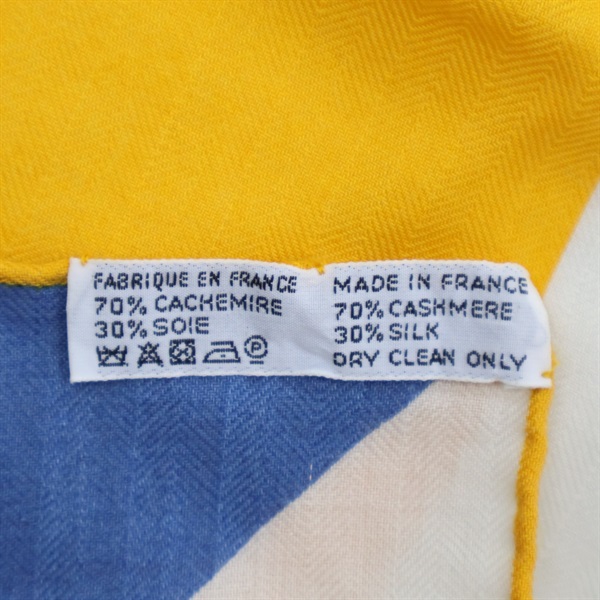 FABRIQUE EN FRANCE
70% CACHEMIRE
30% SOIE
P
MADE IN FRANCE
70% CASHMERE
30% SILK
DRY CLEAN ONLY